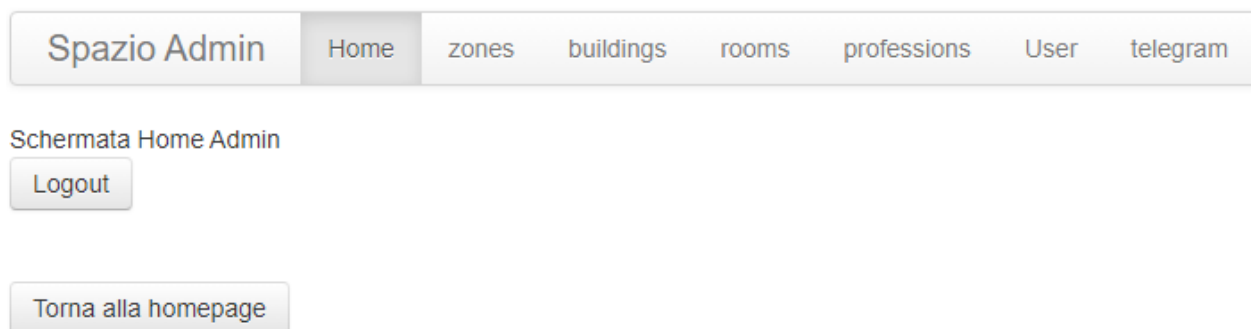 Spazio Admin Home zones buildings rooms professions User telegram
Schermata Home Admin
Logout
Torna alla homepage